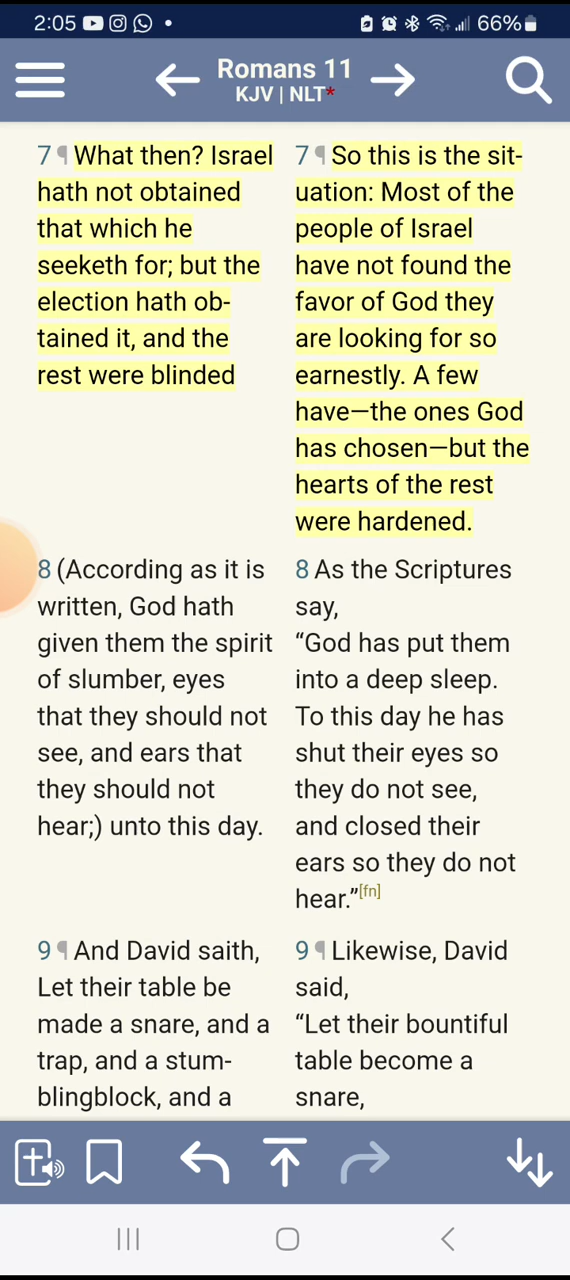 2:05 66%
Romans 11
KJV | NLT*
7 ¶ What then? Israel
hath not obtained
that which he
seeketh for; but the
election hath ob-
tained it, and the
rest were blinded
7 ¶ So this is the sit-
uation: Most of the
people of Israel
have not found the
favor of God they
are looking for so
earnestly. A few
have—the ones God
has chosen—but the
hearts of the rest
were hardened.
8 (According as it is
written, God hath
given them the spirit
of slumber, eyes
that they should not
see, and ears that
they should not
hear;) unto this day.
8 As the Scriptures
say,
“God has put them
into a deep sleep.
To this day he has
shut their eyes so
they do not see,
and closed their
ears so they do not
hear.”[fn]
9 ¶ And David saith,
Let their table be
made a snare, and a
trap, and a stum-
blingblock, and a
9 ¶ Likewise, David
said,
“Let their bountiful
table become a
snare,